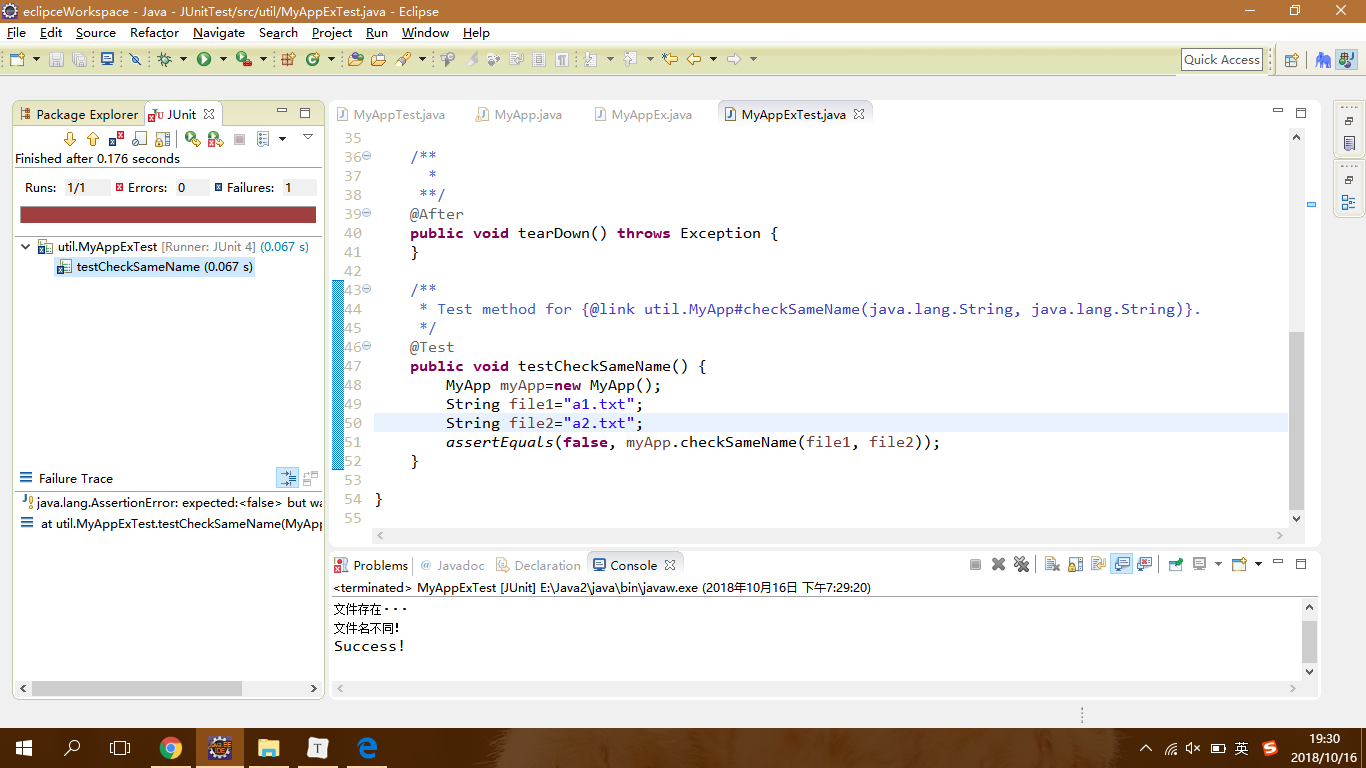 eclipceWorkspace - Java - JUnitTest/src/util/MyAppExTest.java - Eclipse
File Edit Source Refactor Navigate Search Project Run Window Help
Quick Access
Package Explorer JUnit
MyAppTest.java MyApp.java MyAppEx.java MyAppExTest.java
Finished after 0.176 seconds
Runs: 1/1 Errors: 0 Failures: 1
util.MyAppExTest [Runner: JUnit 4] (0.067 s)
testCheckSameName (0.067 s)
Failure Trace
java.lang.AssertionError: expected:<false> but wa
at util.MyAppExTest.testCheckSameName(MyApp
35
36 /**
37 *
38 **/
39 @After
40 public void tearDown() throws Exception {
41 }
42
43 /**
44 * Test method for {@link util.MyApp#checkSameName(java.lang.String, java.lang.String)}.
45 */
46 @Test
47 public void testCheckSameName() {
48 MyApp myApp=new MyApp();
49 String file1="a1.txt";
50 String file2="a2.txt";
51 assertEquals(false, myApp.checkSameName(file1, file2));
52 }
53
54 }
55
Problems @ Javadoc Declaration Console
<terminated> MyAppExTest [JUnit] E:\Java2\java\bin\javaw.exe (2018年10月16日 下午7:29:20)
文件存在···
文件名不同!
Success!
英
19:30
2018/10/16